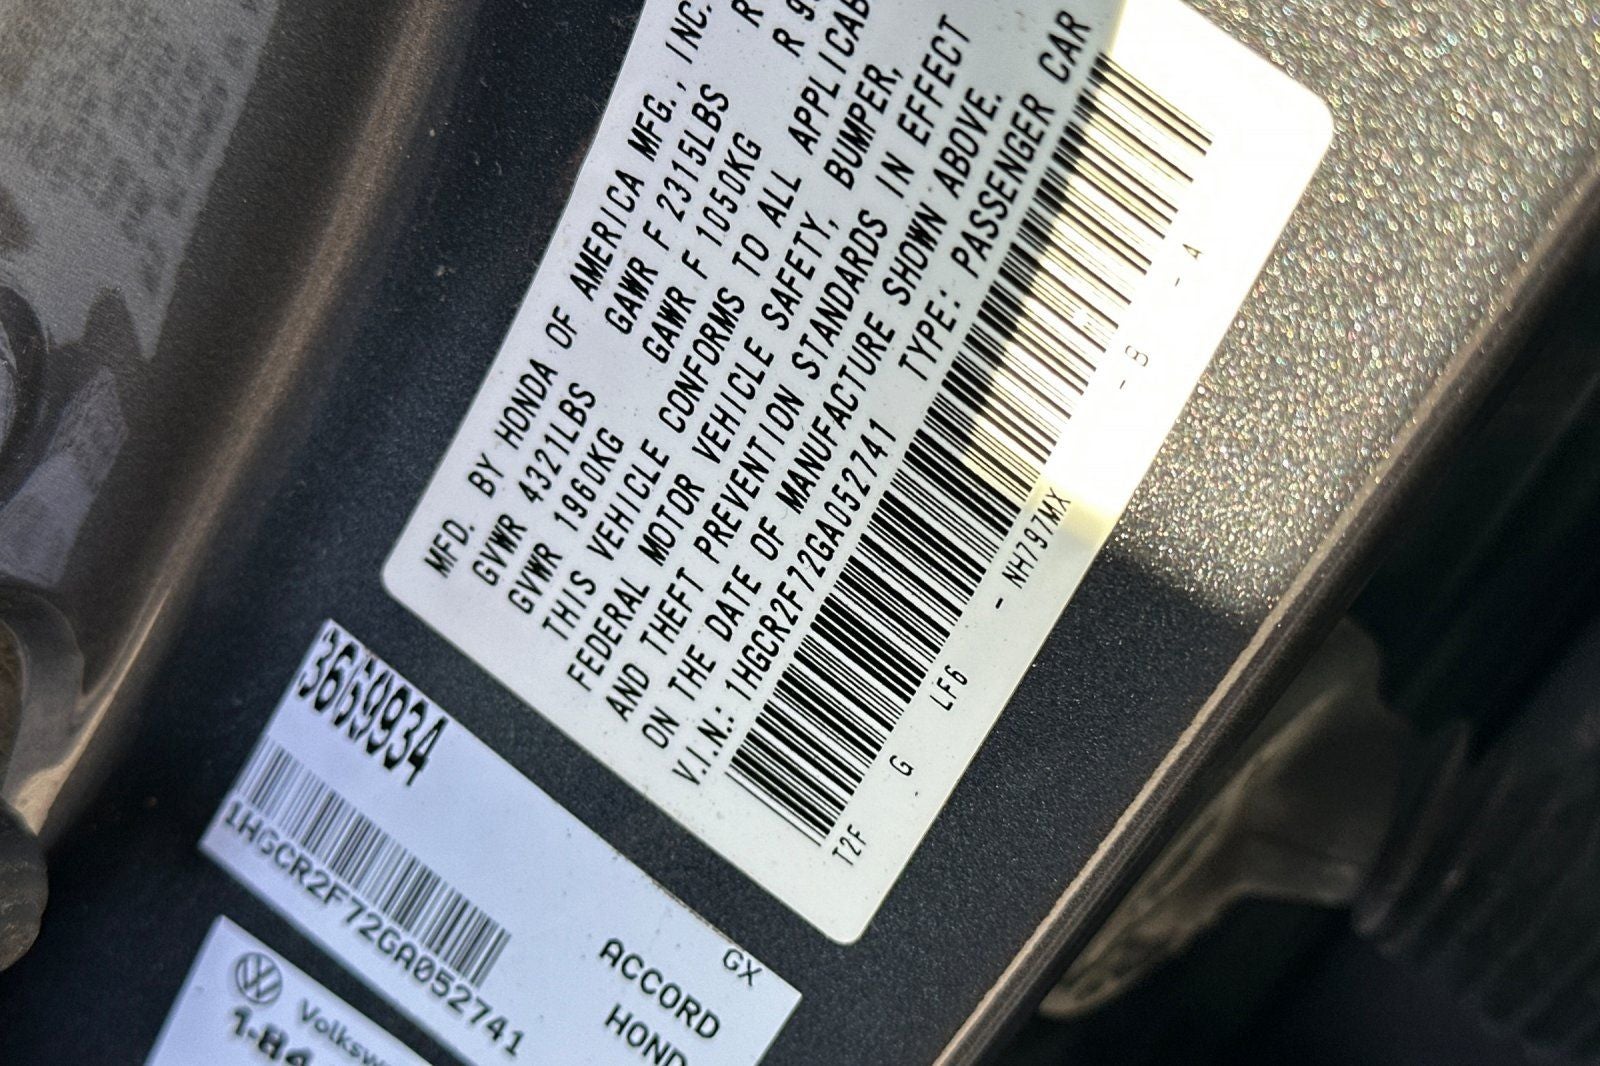 MFD. BY HONDA OF AMERICA MFG., INC.
GVWR 4321LBS GAWR F 2315LBS R
GVWR 1960KG GAWR F 1050KG R
THIS VEHICLE CONFORMS TO ALL
FEDERAL MOTOR VEHICLE SAFETY, BUMPER,
AND THEFT PREVENTION STANDARDS IN EFFECT
ON THE DATE OF MANUFACTURE SHOWN ABOVE.
V.I.N.: 1HGCR2F72GA052741 TYPE: PASSENGER CAR
T2F G LF6 - NH797MX - B - A
3669934
1HGCR2F72GA052741
GX
ACCORD